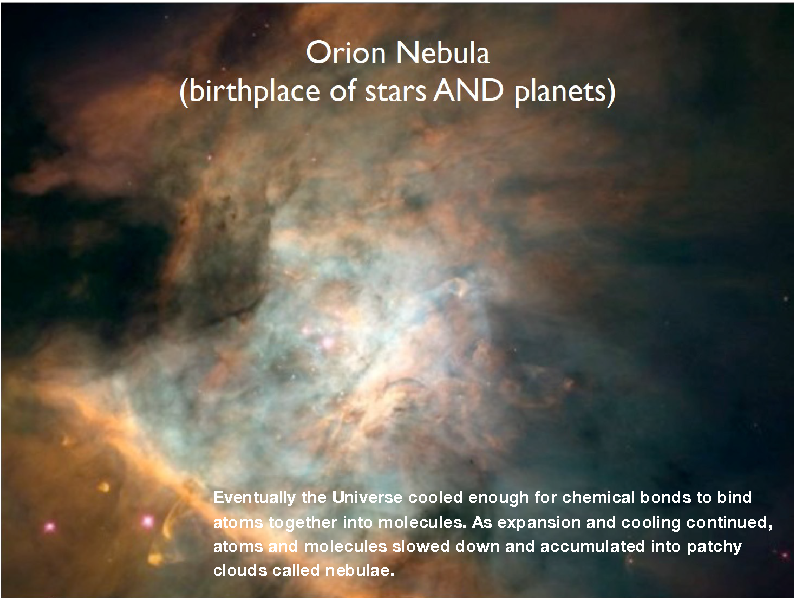 Orion Nebula
(birthplace of stars AND planets)
Eventually the Universe cooled enough for chemical bonds to bind
atoms together into molecules. As expansion and cooling continued,
atoms and molecules slowed down and accumulated into patchy
clouds called nebulae.